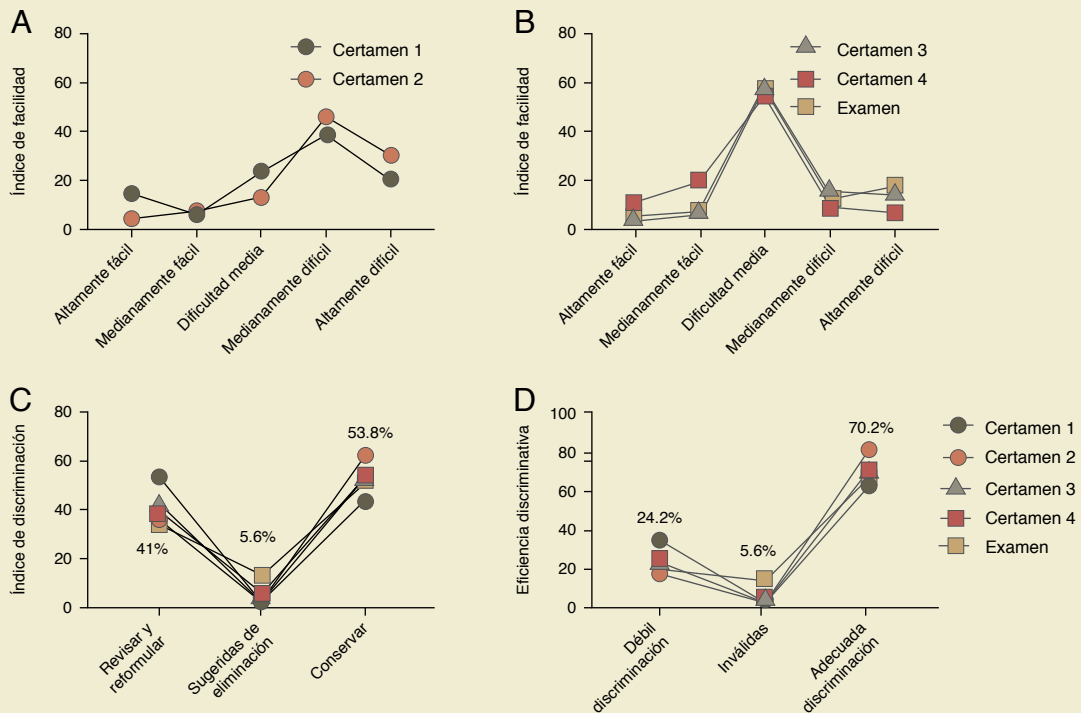 A
Índice de facilidad
80
60
40
20
0
Certamen 1
Certamen 2
Altamente fácil
Medianamente fácil
Dificultad media
Medianamente difícil
Altamente difícil
B
Índice de facilidad
80
60
40
20
0
Certamen 3
Certamen 4
Examen
Altamente fácil
Medianamente fácil
Dificultad media
Medianamente difícil
Altamente difícil
C
Índice de discriminación
80
60
40
20
0
41%
5.6%
53.8%
Revisar y
reformular
Sugeridas de
eliminación
Conservar
D
Eficiencia discriminativa
100
80
60
40
20
0
24.2%
5.6%
70.2%
Certamen 1
Certamen 2
Certamen 3
Certamen 4
Examen
Débil
discriminación
Inválidas
Adecuada
discriminación